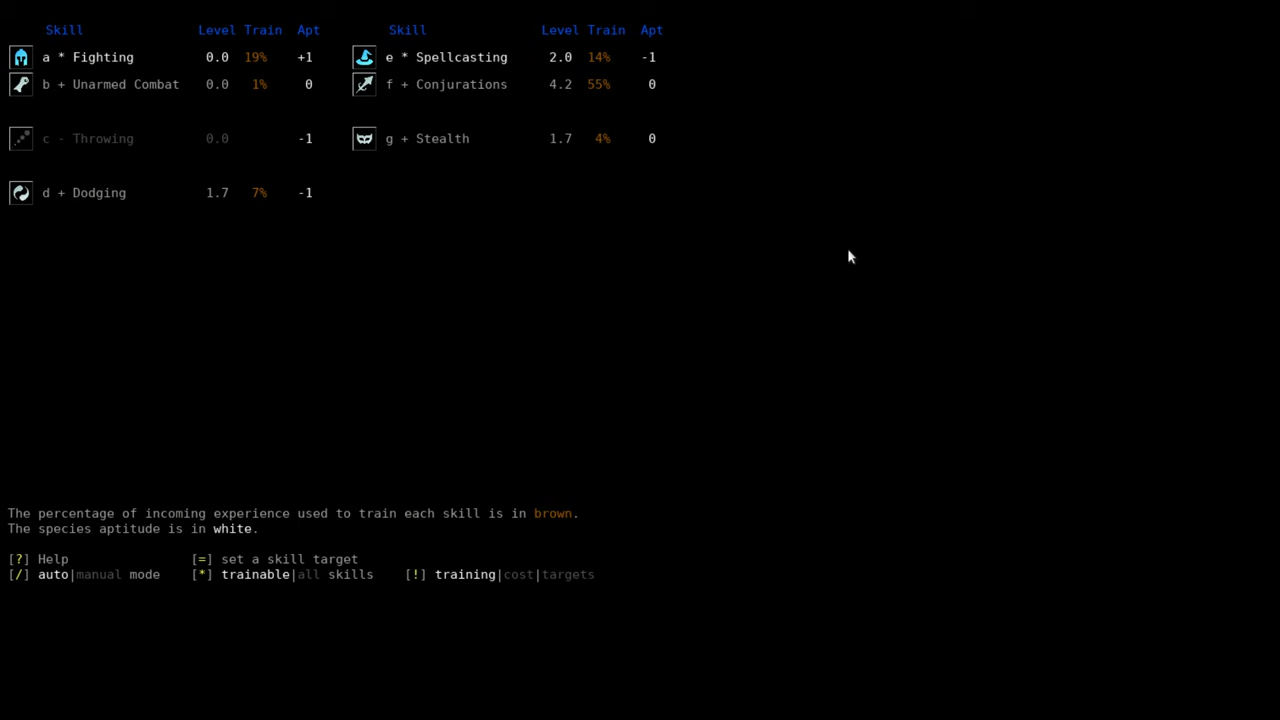 Skill Level Train Apt Skill Level Train Apt
a * Fighting 0.0 19% +1 e * Spellcasting 2.0 14% -1
b + Unarmed Combat 0.0 1% 0 f + Conjurations 4.2 55% 0
c - Throwing 0.0 -1 g + Stealth 1.7 4% 0
d + Dodging 1.7 7% -1
The percentage of incoming experience used to train each skill is in brown.
The species aptitude is in white.
[?] Help [=] set a skill target
[/] auto|manual mode [*] trainable|all skills [!] training|cost|targets